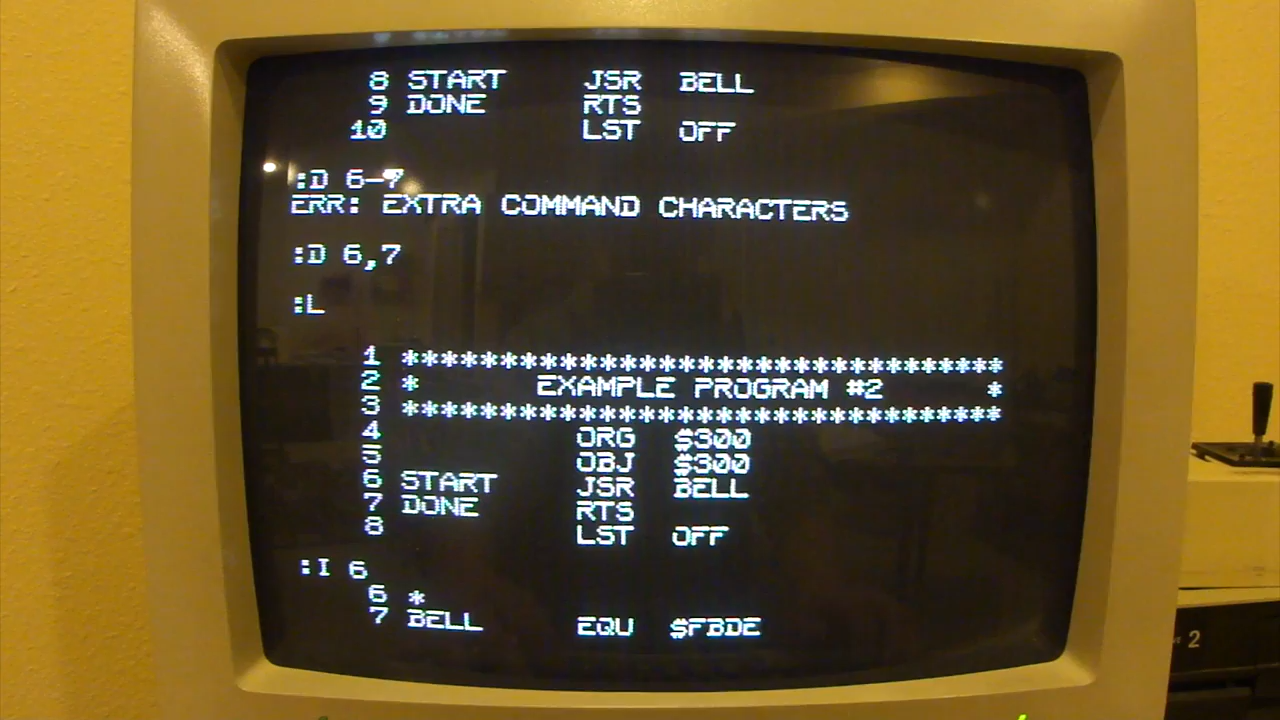 8 START JSR BELL
9 DONE RTS
10 LST OFF
:D 6-7
ERR: EXTRA COMMAND CHARACTERS
:D 6,7
:L
1 *******************************
2 * EXAMPLE PROGRAM #2 *
3 *******************************
4 ORG $300
5 OBJ $300
6 START JSR BELL
7 DONE RTS
8 LST OFF
:I 6
6 *
7 BELL EQU $FBDE
2